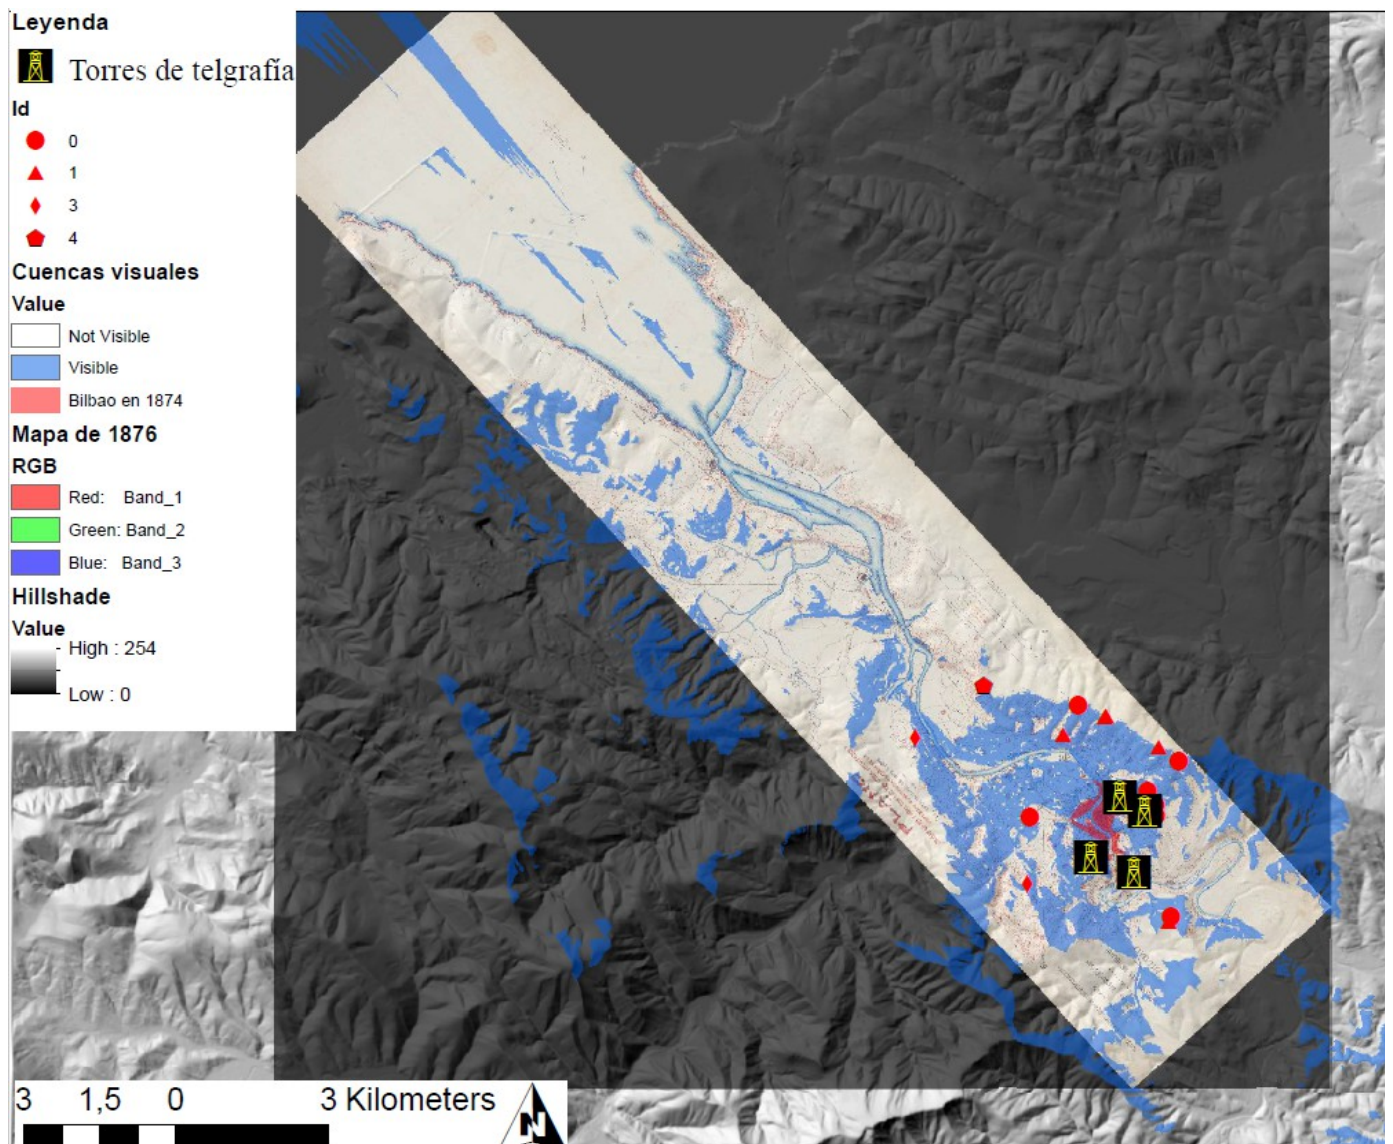 Leyenda
Torres de telgrafía
Id
0
1
3
4
Cuencas visuales
Value
Not Visible
Visible
Bilbao en 1874
Mapa de 1876
RGB
Red: Band_1
Green: Band_2
Blue: Band_3
Hillshade
Value
High : 254
Low : 0
3 1,5 0 3 Kilometers
N